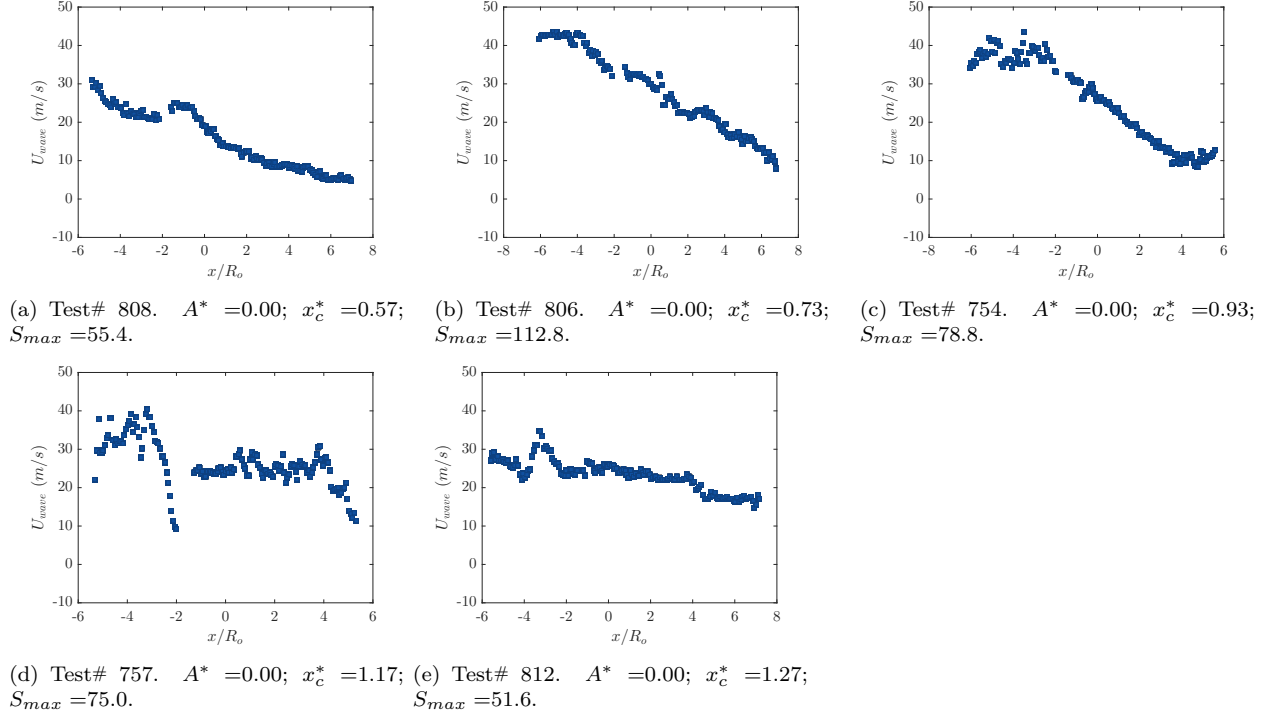 50
40
30
20
10
0
-10
U_wave (m/s)
-6 -4 -2 0 2 4 6 8
x/R_o
(a) Test# 808. A* =0.00; x*_c =0.57;
S_max =55.4.
50
40
30
20
10
0
-10
U_wave (m/s)
-8 -6 -4 -2 0 2 4 6 8
x/R_o
(b) Test# 806. A* =0.00; x*_c =0.73;
S_max =112.8.
50
40
30
20
10
0
-10
U_wave (m/s)
-8 -6 -4 -2 0 2 4 6
x/R_o
(c) Test# 754. A* =0.00; x*_c =0.93;
S_max =78.8.
50
40
30
20
10
0
-10
U_wave (m/s)
-6 -4 -2 0 2 4 6
x/R_o
(d) Test# 757. A* =0.00; x*_c =1.17;
S_max =75.0.
50
40
30
20
10
0
-10
U_wave (m/s)
-6 -4 -2 0 2 4 6 8
x/R_o
(e) Test# 812. A* =0.00; x*_c =1.27;
S_max =51.6.